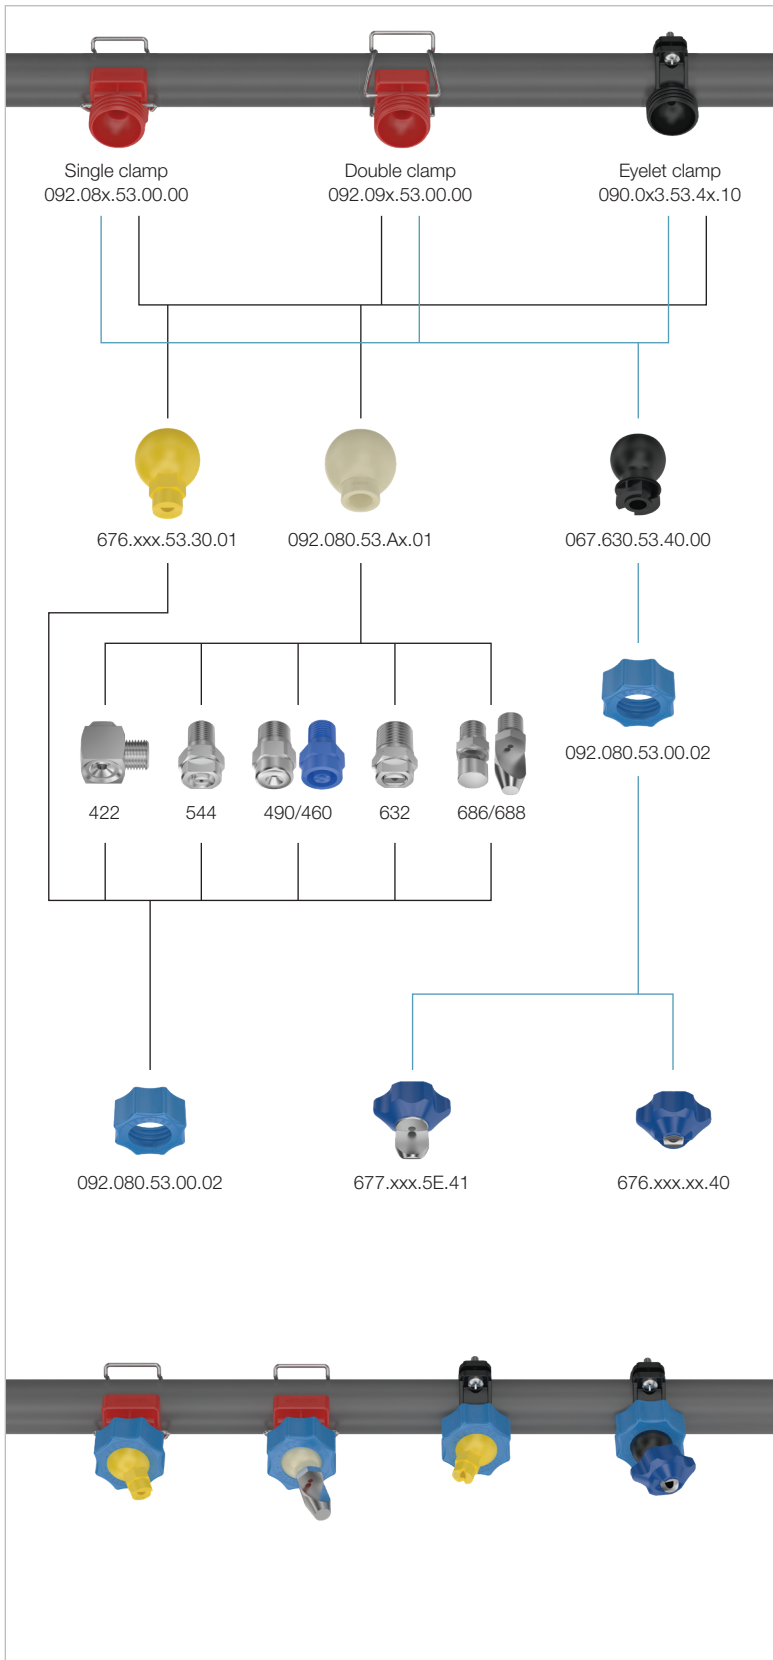 Single clamp
092.08x.53.00.00
Double clamp
092.09x.53.00.00
Eyelet clamp
090.0x3.53.4x.10
676.xxx.53.30.01
092.080.53.Ax.01
067.630.53.40.00
092.080.53.00.02
422
544
490/460
632
686/688
092.080.53.00.02
677.xxx.5E.41
676.xxx.xx.40